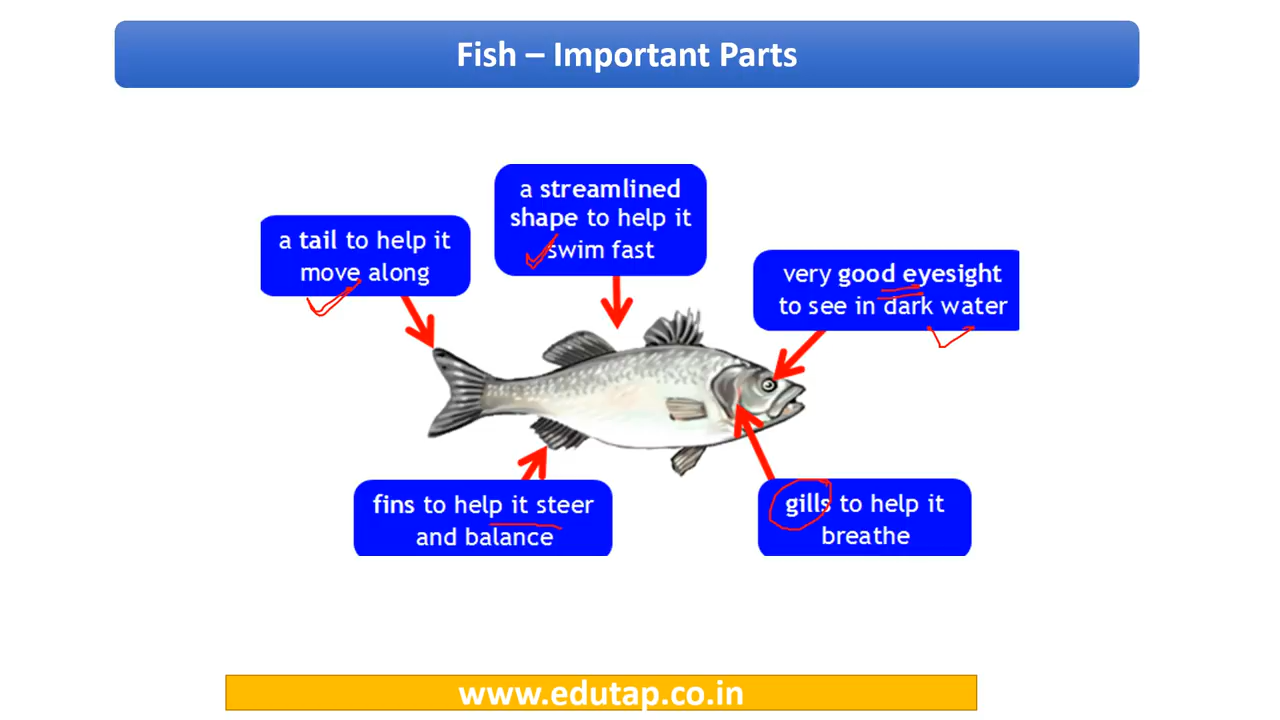 Fish – Important Parts
a streamlined
shape to help it
swim fast
a tail to help it
move along
very good eyesight
to see in dark water
fins to help it steer
and balance
gills to help it
breathe
www.edutap.co.in